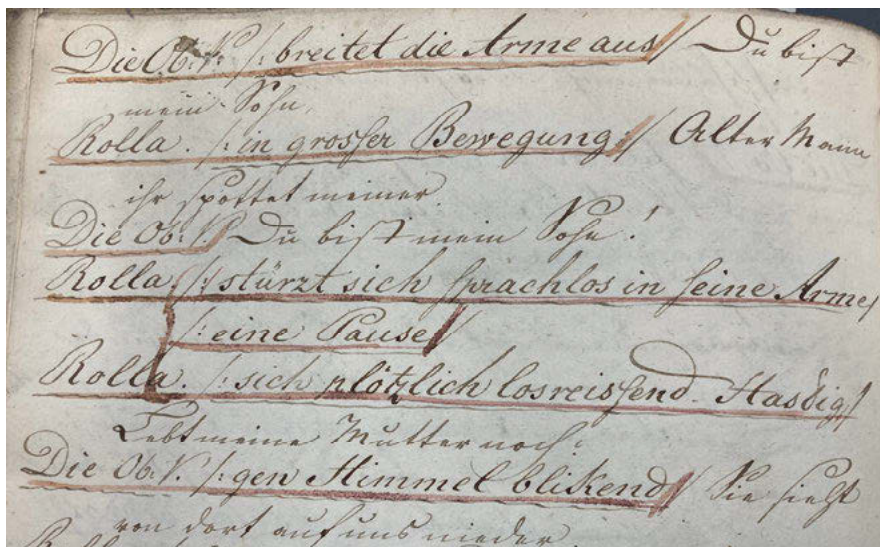 Die Ob: V: /: breitet die Arme aus :/ Du bist
mein Sohn.
Rolla. /: in grosser Bewegung :/ Alter Mann
ihr spottet meiner.
Die Ob: V. Du bist mein Sohn!
Rolla. /: stürzt sich sprachlos in seine Arme/
/: eine Pause :/
Rolla. /: sich plötzlich losreissend. Hastig/
Lebt meine Mutter noch?
Die Ob: V. /: gen Himmel blikend :/ Sie sieht
von dort auf uns nieder.